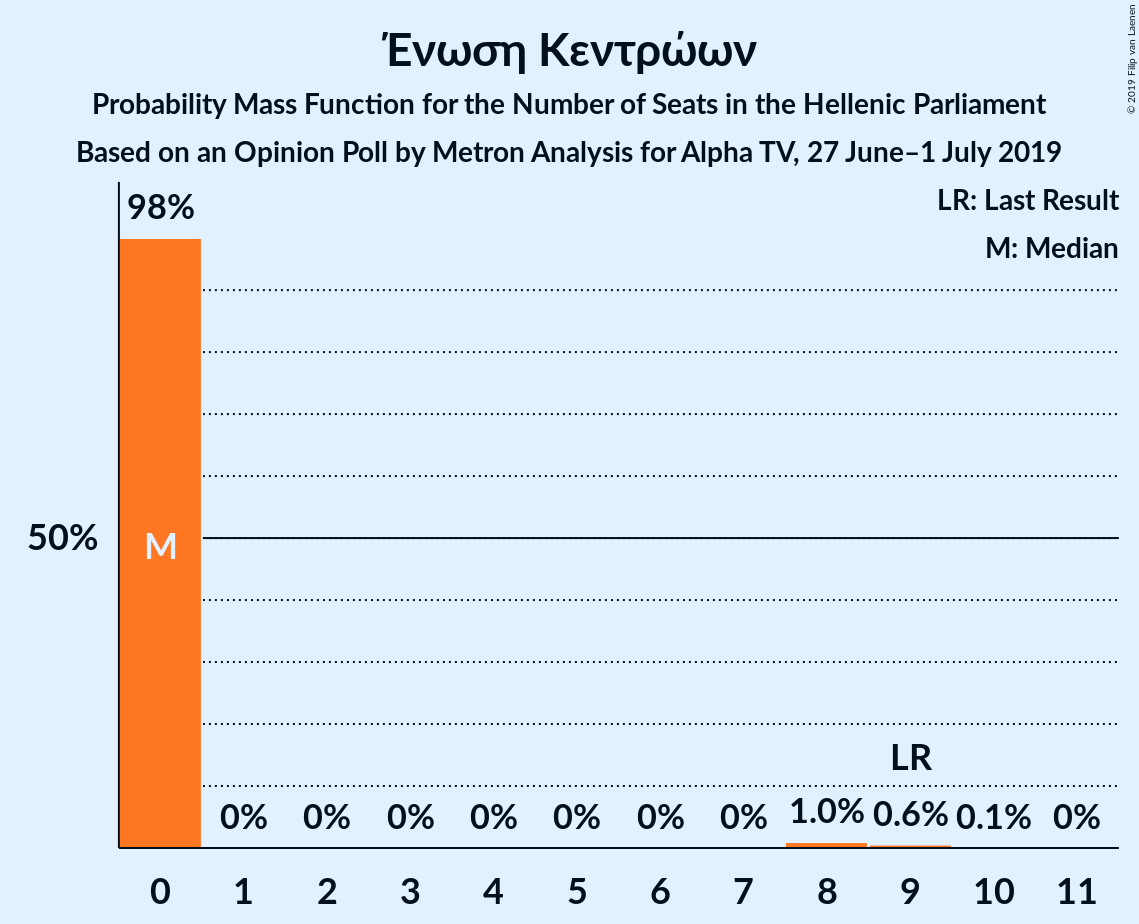 Ένωση Κεντρώων
Probability Mass Function for the Number of Seats in the Hellenic Parliament
Based on an Opinion Poll by Metron Analysis for Alpha TV, 27 June–1 July 2019
© 2019 Filip van Laenen
LR: Last Result
M: Median
98%
50%
M
LR
0% 0% 0% 0% 0% 0% 0% 1.0% 0.6% 0.1% 0%
0 1 2 3 4 5 6 7 8 9 10 11